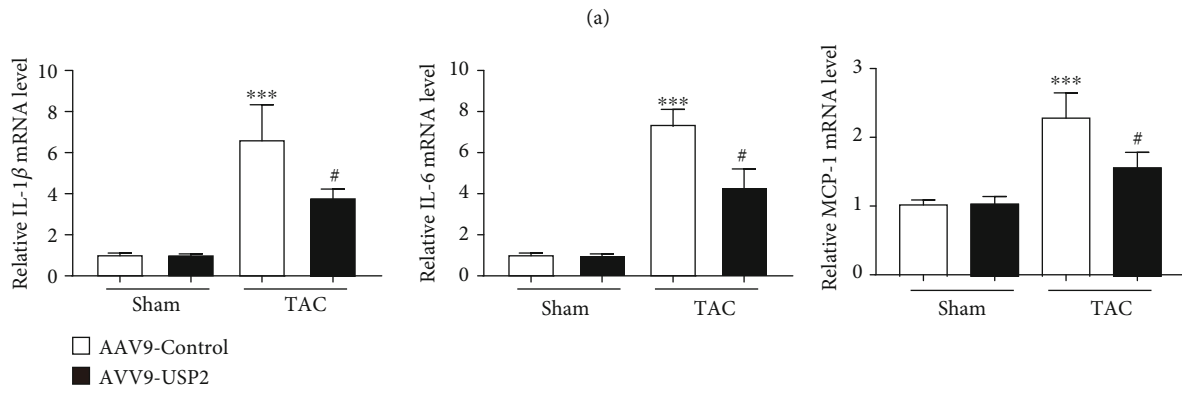 (a)
Relative IL-1β mRNA level
10
8
6
4
2
0
***
#
Sham
TAC
Relative IL-6 mRNA level
10
8
6
4
2
0
***
#
Sham
TAC
Relative MCP-1 mRNA level
3
2
1
0
***
#
Sham
TAC
AAV9-Control
AVV9-USP2